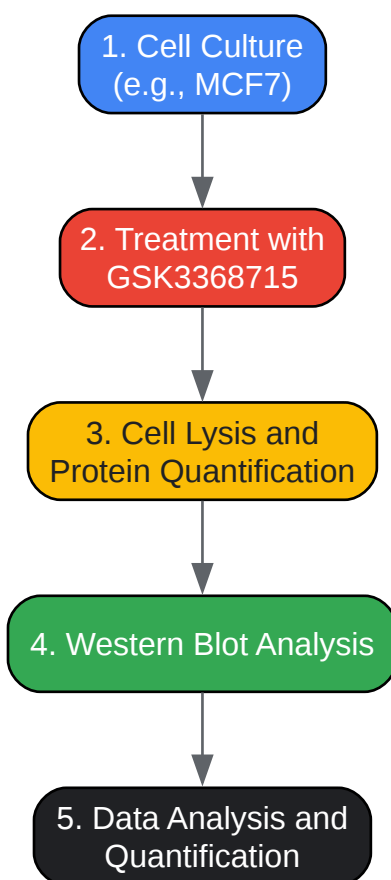 1. Cell Culture
(e.g., MCF7)
2. Treatment with
GSK3368715
3. Cell Lysis and
Protein Quantification
4. Western Blot Analysis
5. Data Analysis and
Quantification